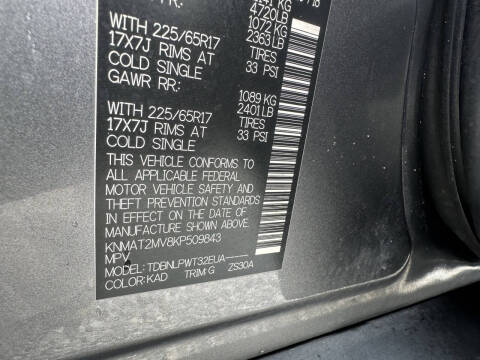 4720LB
1072 KG
WITH 225/65R17 2363 LB
17X7J RIMS AT TIRES
COLD SINGLE 33 PSI
GAWR RR:
1089 KG
WITH 225/65R17 2401 LB
17X7J RIMS AT TIRES
COLD SINGLE 33 PSI
THIS VEHICLE CONFORMS TO
ALL APPLICABLE FEDERAL
MOTOR VEHICLE SAFETY AND
THEFT PREVENTION STANDARDS
IN EFFECT ON THE DATE OF
MANUFACTURE SHOWN ABOVE.
KNMAT2MV8KP509843
MPV
MODEL: TDBNLPWT32EUA-----
COLOR: KAD TRIM: G ZS30A